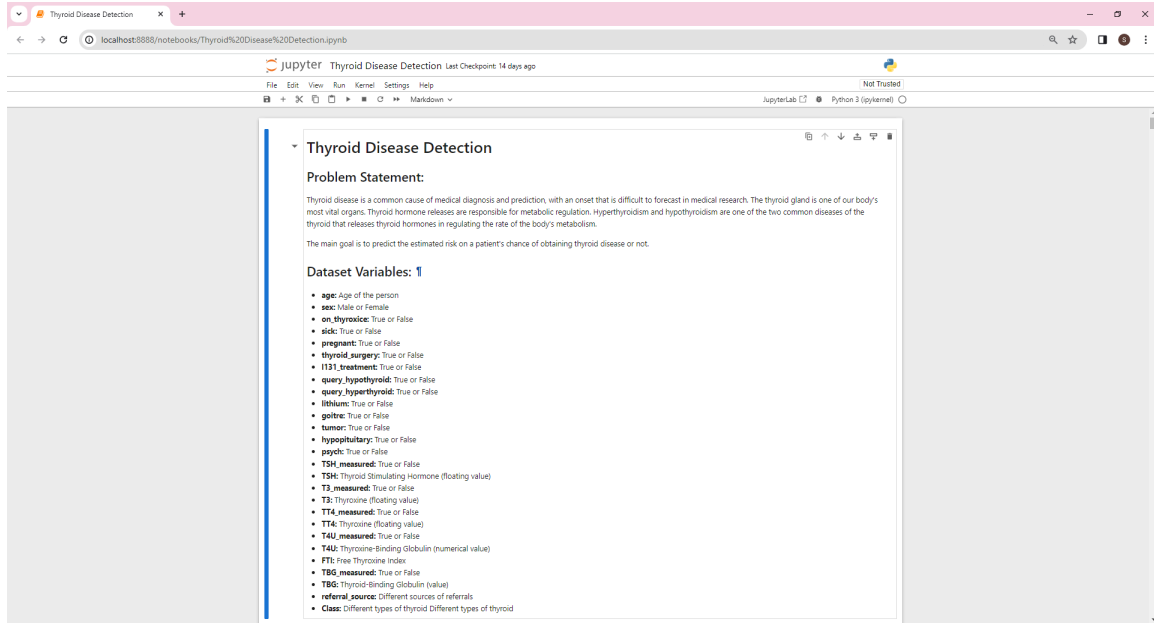 Thyroid Disease Detection
localhost:8888/notebooks/Thyroid%20Disease%20Detection.ipynb
S
jupyter Thyroid Disease Detection Last Checkpoint: 14 days ago
File Edit View Run Kernel Settings Help Not Trusted
Markdown JupyterLab Python 3 (ipykernel)
Thyroid Disease Detection
Problem Statement:
Thyroid disease is a common cause of medical diagnosis and prediction, with an onset that is difficult to forecast in medical research. The thyroid gland is one of our body's
most vital organs. Thyroid hormone releases are responsible for metabolic regulation. Hyperthyroidism and hypothyroidism are one of the two common diseases of the
thyroid that releases thyroid hormones in regulating the rate of the body's metabolism.
The main goal is to predict the estimated risk on a patient's chance of obtaining thyroid disease or not.
Dataset Variables: ¶
• age: Age of the person
• sex: Male or Female
• on_thyroxice: True or False
• sick: True or False
• pregnant: True or False
• thyroid_surgery: True or False
• I131_treatment: True or False
• query_hypothyroid: True or False
• query_hyperthyroid: True or False
• lithium: True or False
• goitre: True or False
• tumor: True or False
• hypopituitary: True or False
• psych: True or False
• TSH_measured: True or False
• TSH: Thyroid Stimulating Hormone (floating value)
• T3_measured: True or False
• T3: Thyroxine (floating value)
• TT4_measured: True or False
• TT4: Thyroxine (floating value)
• T4U_measured: True or False
• T4U: Thyroxine-Binding Globulin (numerical value)
• FTI: Free Thyroxine Index
• TBG_measured: True or False
• TBG: Thyroid-Binding Globulin (value)
• referral_source: Different sources of referrals
• Class: Different types of thyroid Different types of thyroid